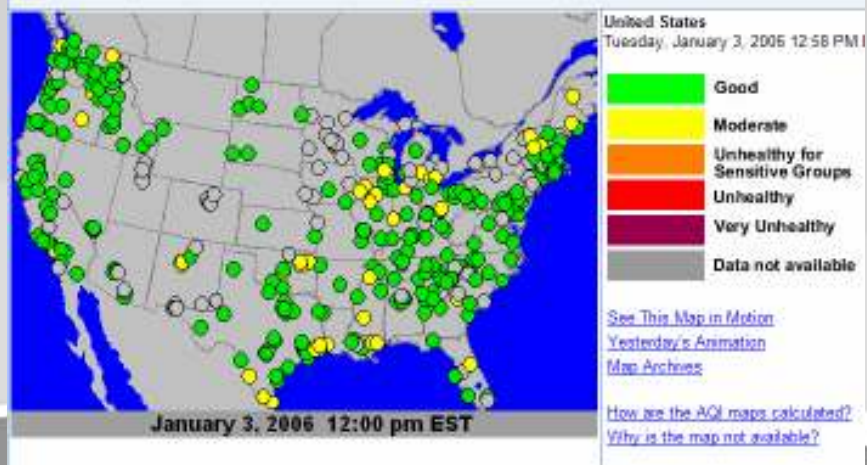 United States
Tuesday, January 3, 2006 12:58 PM
Good
Moderate
Unhealthy for
Sensitive Groups
Unhealthy
Very Unhealthy
Data not available
See This Map in Motion
Yesterday's Animation
Map Archives
How are the AQI maps calculated?
Why is the map not available?
January 3, 2006 12:00 pm EST